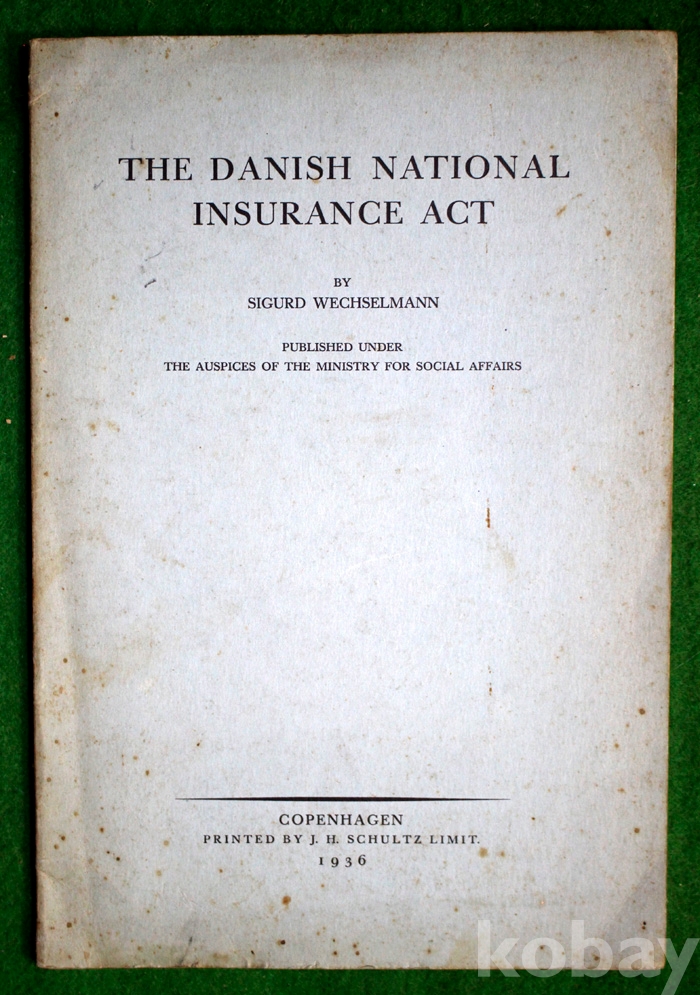 THE DANISH NATIONAL
INSURANCE ACT
BY
SIGURD WECHSELMANN
PUBLISHED UNDER
THE AUSPICES OF THE MINISTRY FOR SOCIAL AFFAIRS
COPENHAGEN
PRINTED BY J. H. SCHULTZ LIMIT.
1936
kobay